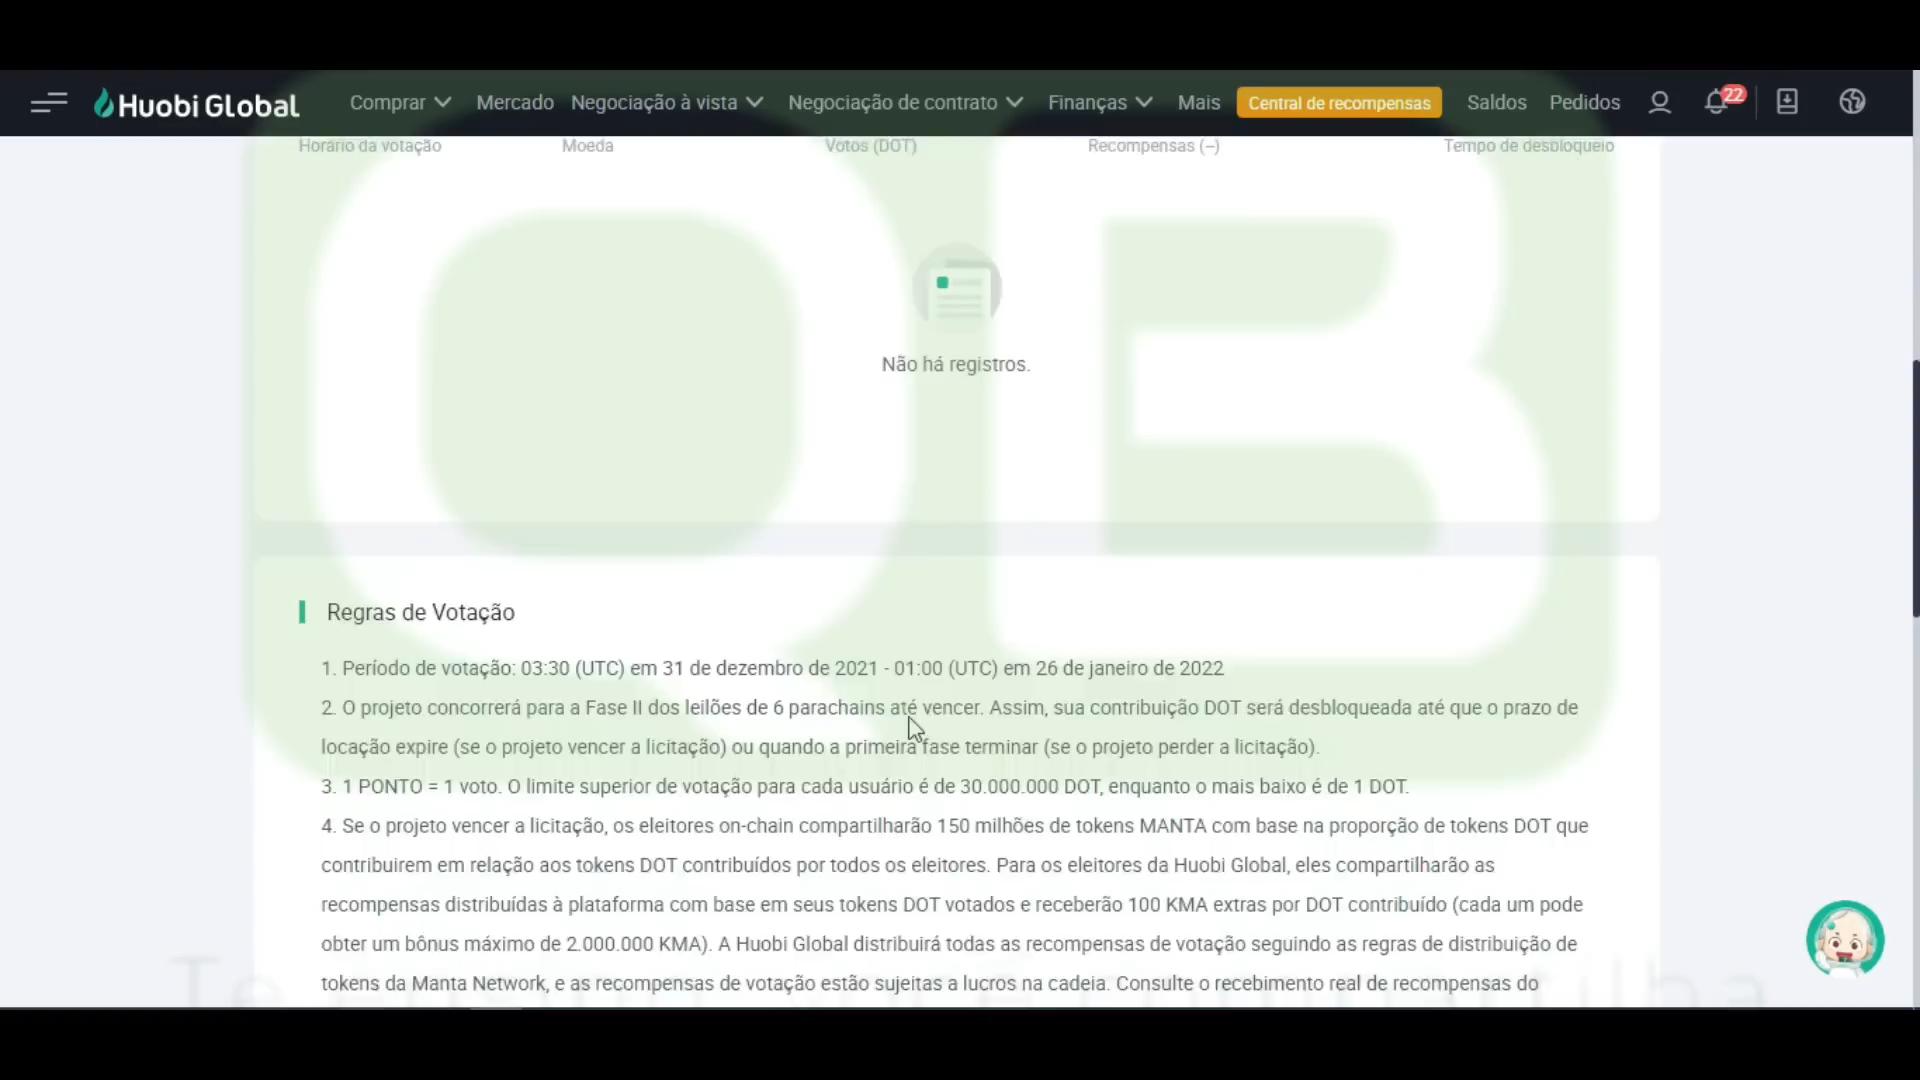 Huobi Global Comprar Mercado Negociação à vista Negociação de contrato Finanças Mais Central de recompensas Saldos Pedidos 22
Horário da votação Moeda Votos (DOT) Recompensas (--) Tempo de desbloqueio
QB
Não há registros.
Regras de Votação
1. Período de votação: 03:30 (UTC) em 31 de dezembro de 2021 - 01:00 (UTC) em 26 de janeiro de 2022
2. O projeto concorrerá para a Fase II dos leilões de 6 parachains até vencer. Assim, sua contribuição DOT será desbloqueada até que o prazo de
locação expire (se o projeto vencer a licitação) ou quando a primeira fase terminar (se o projeto perder a licitação).
3. 1 PONTO = 1 voto. O limite superior de votação para cada usuário é de 30.000.000 DOT, enquanto o mais baixo é de 1 DOT.
4. Se o projeto vencer a licitação, os eleitores on-chain compartilharão 150 milhões de tokens MANTA com base na proporção de tokens DOT que
contribuirem em relação aos tokens DOT contribuídos por todos os eleitores. Para os eleitores da Huobi Global, eles compartilharão as
recompensas distribuídas à plataforma com base em seus tokens DOT votados e receberão 100 KMA extras por DOT contribuído (cada um pode
obter um bônus máximo de 2.000.000 KMA). A Huobi Global distribuirá todas as recompensas de votação seguindo as regras de distribuição de
tokens da Manta Network, e as recompensas de votação estão sujeitas a lucros na cadeia. Consulte o recebimento real de recompensas do